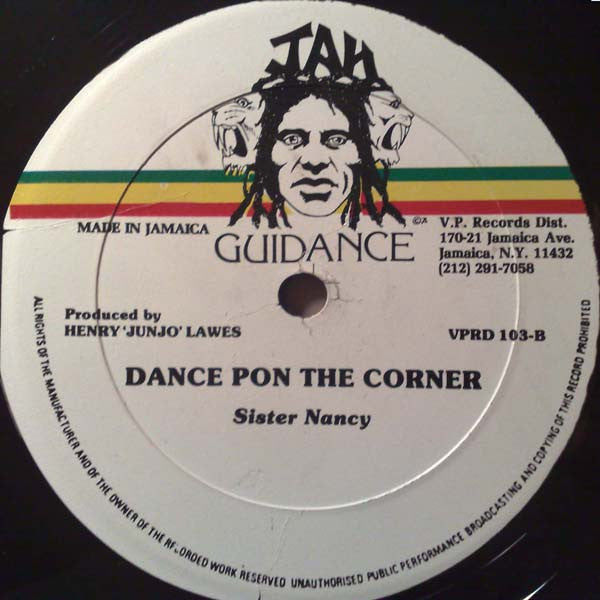 JAH
GUIDANCE
MADE IN JAMAICA
V.P. Records Dist.
170-21 Jamaica Ave.
Jamaica, N.Y. 11432
(212) 291-7058
Produced by
HENRY 'JUNJO' LAWES
VPRD 103-B
DANCE PON THE CORNER
Sister Nancy
ALL RIGHTS OF THE MANUFACTURER AND OF THE OWNER OF THE RECORDED WORK RESERVED UNAUTHORISED PUBLIC PERFORMANCE BROADCASTING AND COPYING OF THIS RECORD PROHIBITED